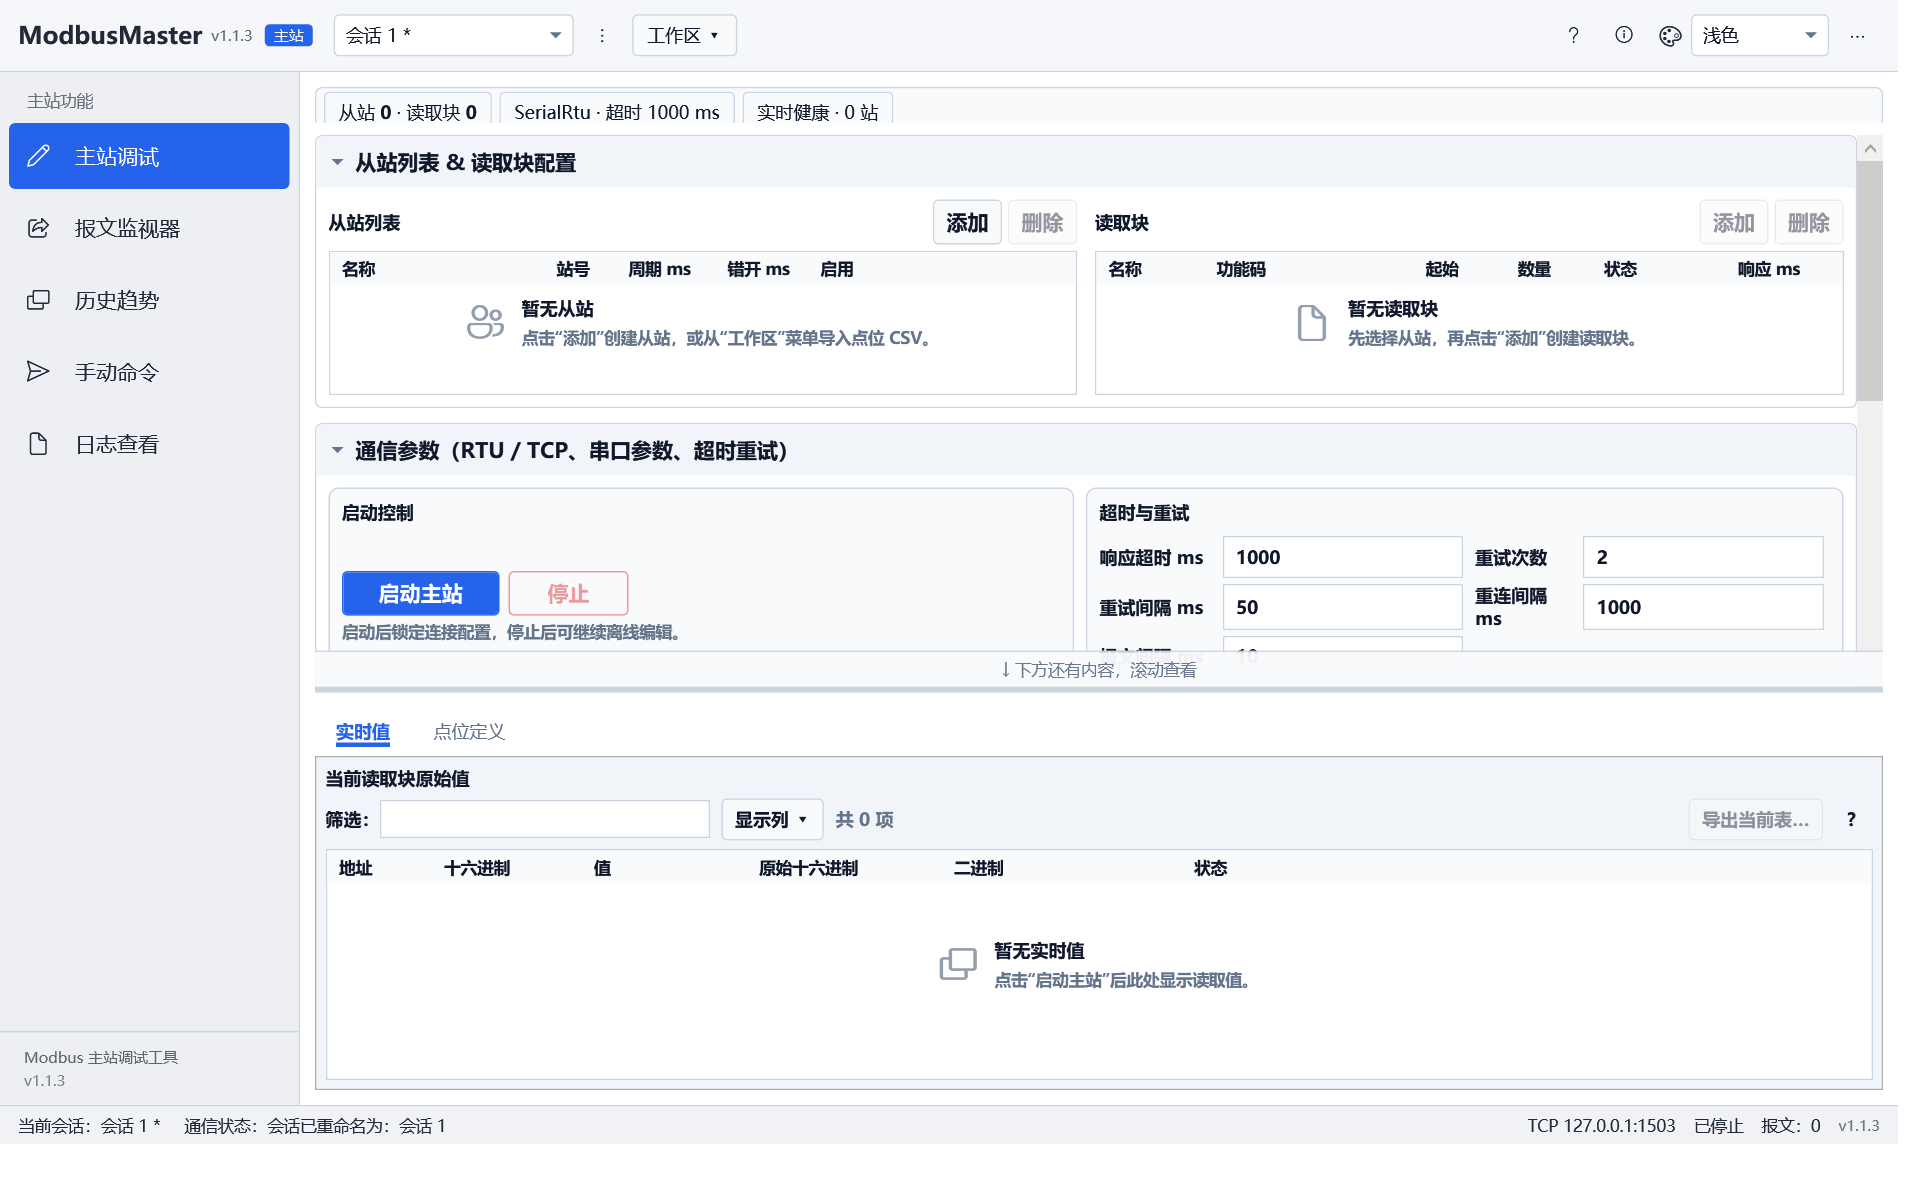 ModbusMaster v1.1.3 主站 会话 1 * ⋮ 工作区 ▾ ? 浅色 ...
主站功能
主站调试
报文监视器
历史趋势
手动命令
日志查看
Modbus 主站调试工具
v1.1.3
从站 0 · 读取块 0 SerialRtu · 超时 1000 ms 实时健康 · 0 站
从站列表 & 读取块配置
从站列表 添加 删除
名称 站号 周期 ms 错开 ms 启用
暂无从站
点击“添加”创建从站，或从“工作区”菜单导入点位 CSV。
读取块 添加 删除
名称 功能码 起始 数量 状态 响应 ms
暂无读取块
先选择从站，再点击“添加”创建读取块。
通信参数（RTU / TCP、串口参数、超时重试）
启动控制
启动主站 停止
启动后锁定连接配置，停止后可继续离线编辑。
超时与重试
响应超时 ms 1000 重试次数 2
重试间隔 ms 50 重连间隔 ms 1000
10
↓ 下方还有内容，滚动查看
实时值 点位定义
当前读取块原始值
筛选： 显示列 ▾ 共 0 项 导出当前表... ?
地址 十六进制 值 原始十六进制 二进制 状态
暂无实时值
点击“启动主站”后此处显示读取值。
当前会话：会话 1 * 通信状态：会话已重命名为：会话 1 TCP 127.0.0.1:1503 已停止 报文：0 v1.1.3